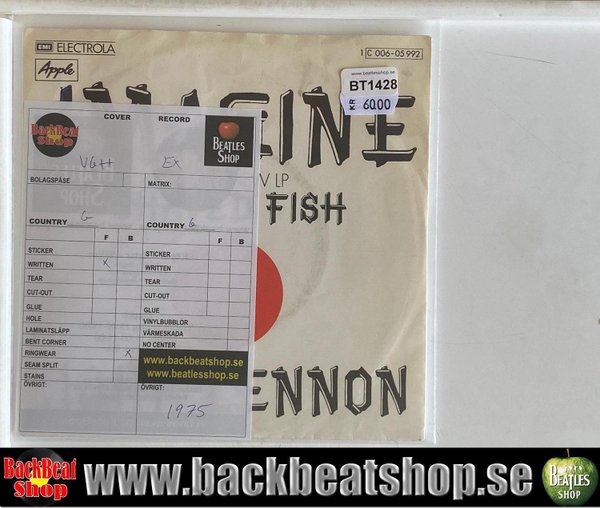 EMI ELECTROLA
1 C 006-05 992
Apple
www.beatlesshop.se
BT1428
KR 60.00
IMAGINE
V LP
FISH
ENNON
BackBeat Shop
COVER RECORD
BEATLES SHOP
VG++ EX
BOLAGSPÅSE MATRIX:
COUNTRY G COUNTRY G
F B F B
STICKER STICKER
WRITTEN X WRITTEN
TEAR TEAR
CUT-OUT CUT-OUT
GLUE GLUE
HOLE VINYLBUBBLOR
LAMINATSLÄPP VÄRMESKADA
BENT CORNER NO CENTER
RINGWEAR X
SEAM SPLIT
STAINS
www.backbeatshop.se
www.beatlesshop.se
ÖVRIGT: ÖVRIGT:
1975
BackBeat Shop www.backbeatshop.se BEATLES SHOP